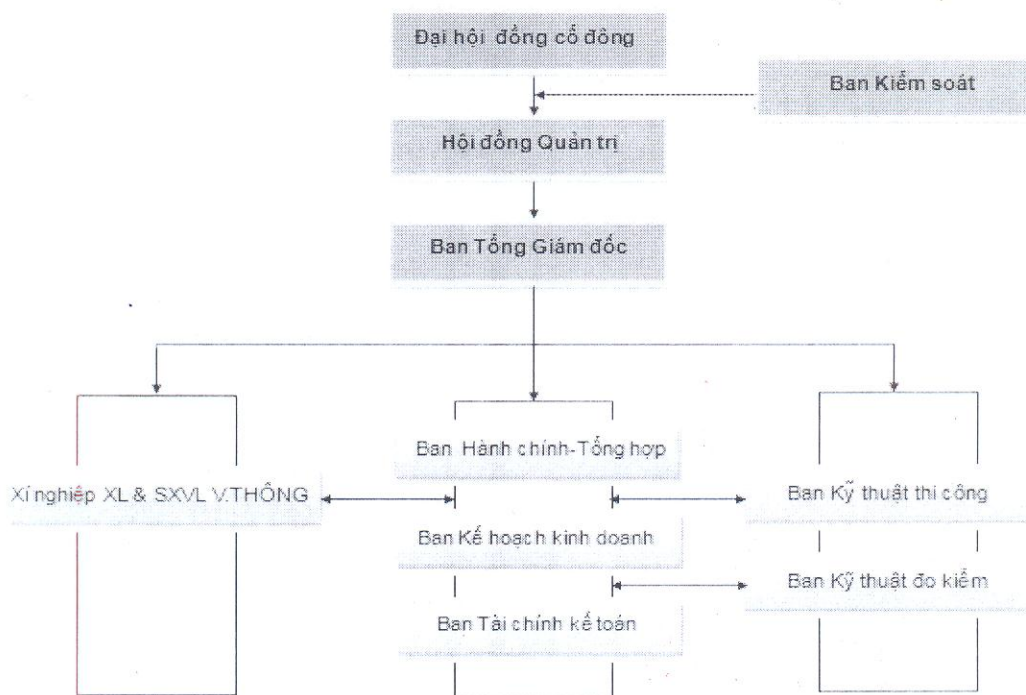 Đại hội đồng cổ đông
Ban Kiểm soát
Hội đồng Quản trị
Ban Tổng Giám đốc
Ban Hành chính-Tổng hợp
Xí nghiệp XL & SXVL V.THÔNG
Ban Kỹ thuật thi công
Ban Kế hoạch kinh doanh
Ban Kỹ thuật đo kiểm
Ban Tài chính kế toán